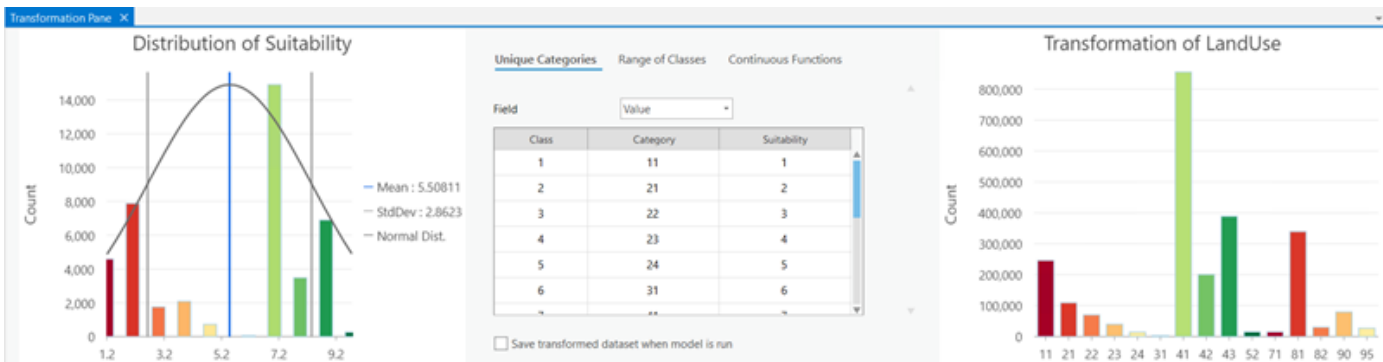 Transformation Pane ×
Distribution of Suitability
14,000
12,000
10,000
8,000
6,000
4,000
2,000
0
Count
1.2 3.2 5.2 7.2 9.2
Mean : 5.50811
StdDev : 2.8623
Normal Dist.
Unique Categories Range of Classes Continuous Functions
Field Value
Class Category Suitability
1 11 1
2 21 2
3 22 3
4 23 4
5 24 5
6 31 6
Save transformed dataset when model is run
Transformation of LandUse
800,000
700,000
600,000
500,000
400,000
300,000
200,000
100,000
0
Count
11 21 22 23 24 31 41 42 43 52 71 81 82 90 95